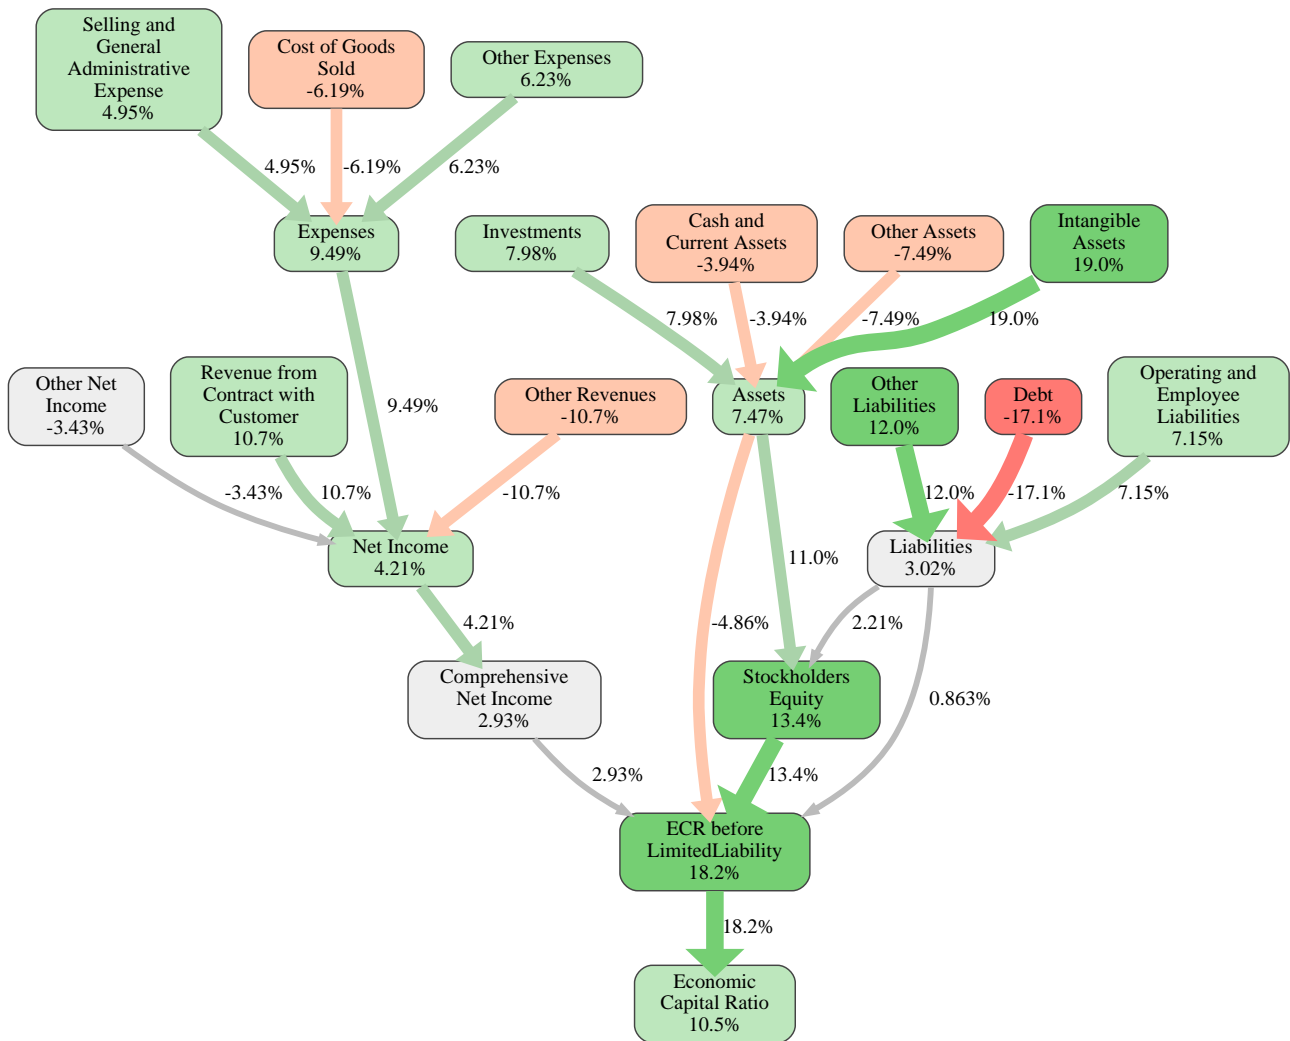 Selling and
General
Administrative
Expense
4.95%
Cost of Goods
Sold
-6.19%
Other Expenses
6.23%
4.95%
-6.19%
6.23%
Expenses
9.49%
Investments
7.98%
Cash and
Current Assets
-3.94%
Other Assets
-7.49%
Intangible
Assets
19.0%
7.98%
-3.94%
-7.49%
19.0%
Other Net
Income
-3.43%
Revenue from
Contract with
Customer
10.7%
9.49%
Other Revenues
-10.7%
Assets
7.47%
Other
Liabilities
12.0%
Debt
-17.1%
Operating and
Employee
Liabilities
7.15%
-3.43%
10.7%
-10.7%
12.0%
-17.1%
7.15%
Net Income
4.21%
11.0%
Liabilities
3.02%
4.21%
-4.86%
2.21%
Comprehensive
Net Income
2.93%
Stockholders
Equity
13.4%
0.863%
2.93%
13.4%
ECR before
LimitedLiability
18.2%
18.2%
Economic
Capital Ratio
10.5%